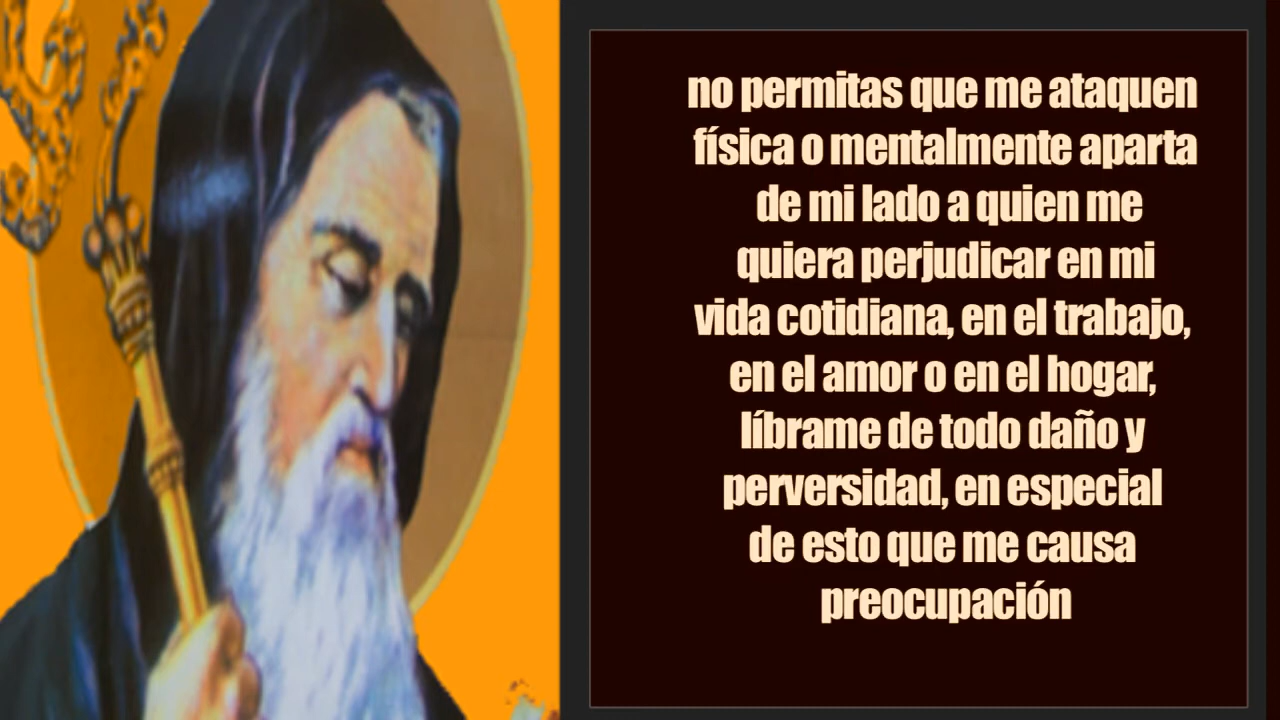 no permitas que me ataquen
física o mentalmente aparta
de mi lado a quien me
quiera perjudicar en mi
vida cotidiana, en el trabajo,
en el amor o en el hogar,
líbrame de todo daño y
perversidad, en especial
de esto que me causa
preocupación